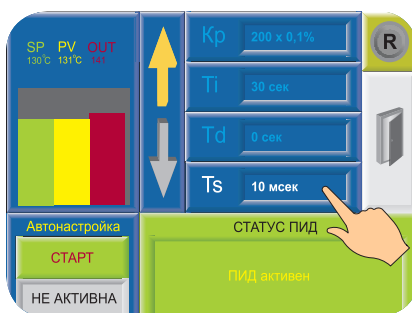 SP PV OUT
130°C 131°C 141
Kp 200 x 0,1%
Ti 30 сек
Td 0 сек
Ts 10 мсек
R
Автонастройка
СТАРТ
НЕ АКТИВНА
СТАТУС ПИД
ПИД активен